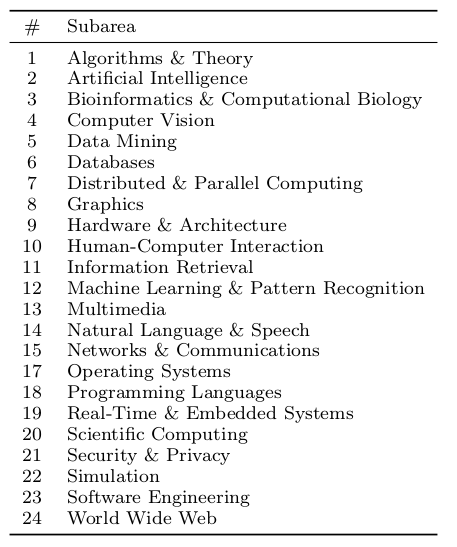 # Subarea
1 Algorithms & Theory
2 Artificial Intelligence
3 Bioinformatics & Computational Biology
4 Computer Vision
5 Data Mining
6 Databases
7 Distributed & Parallel Computing
8 Graphics
9 Hardware & Architecture
10 Human-Computer Interaction
11 Information Retrieval
12 Machine Learning & Pattern Recognition
13 Multimedia
14 Natural Language & Speech
15 Networks & Communications
17 Operating Systems
18 Programming Languages
19 Real-Time & Embedded Systems
20 Scientific Computing
21 Security & Privacy
22 Simulation
23 Software Engineering
24 World Wide Web